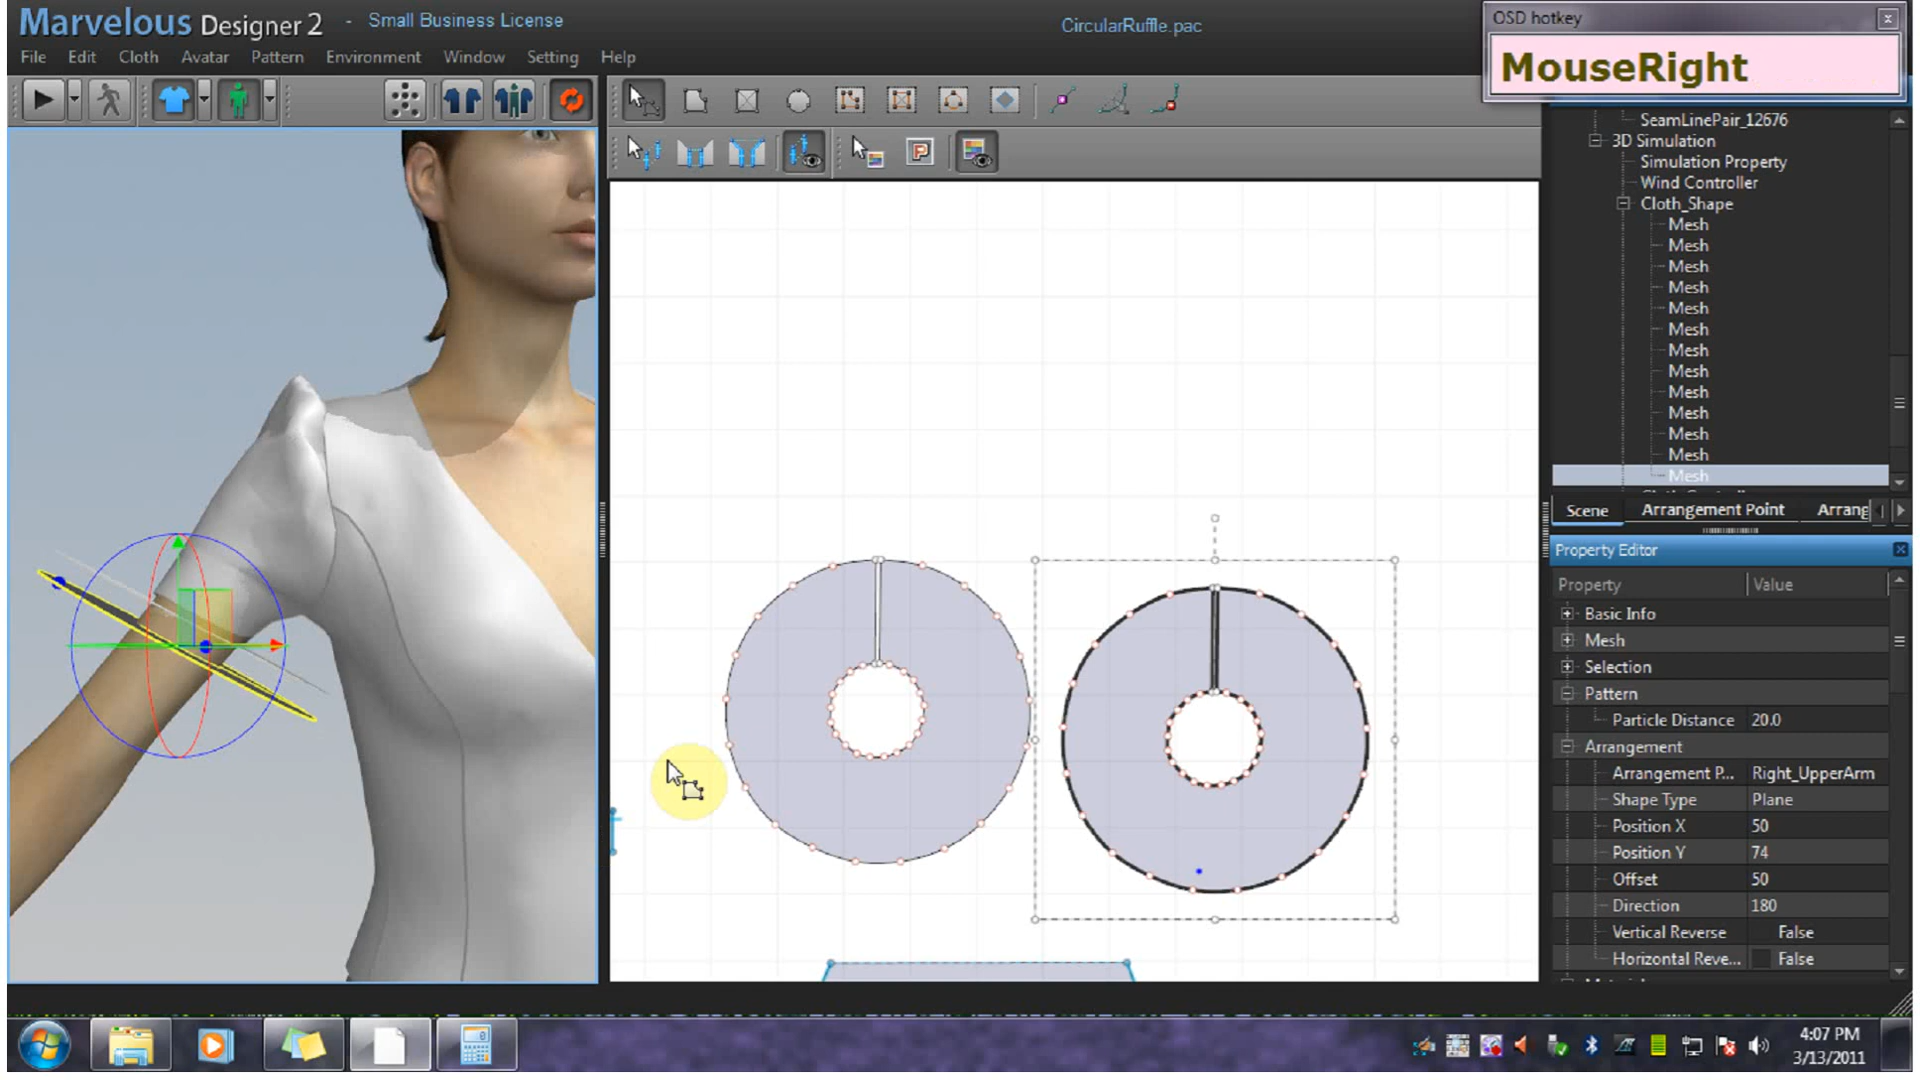 Marvelous Designer 2 - Small Business License
CircularRuffle.pac
OSD hotkey
MouseRight
File Edit Cloth Avatar Pattern Environment Window Setting Help
SeamLinePair_12676
3D Simulation
Simulation Property
Wind Controller
Cloth_Shape
Mesh
Mesh
Mesh
Mesh
Mesh
Mesh
Mesh
Mesh
Mesh
Mesh
Mesh
Mesh
Mesh
Scene Arrangement Point Arrang
Property Editor
Property Value
Basic Info
Mesh
Selection
Pattern
Particle Distance 20.0
Arrangement
Arrangement P... Right_UpperArm
Shape Type Plane
Position X 50
Position Y 74
Offset 50
Direction 180
Vertical Reverse False
Horizontal Reve... False
4:07 PM
3/13/2011